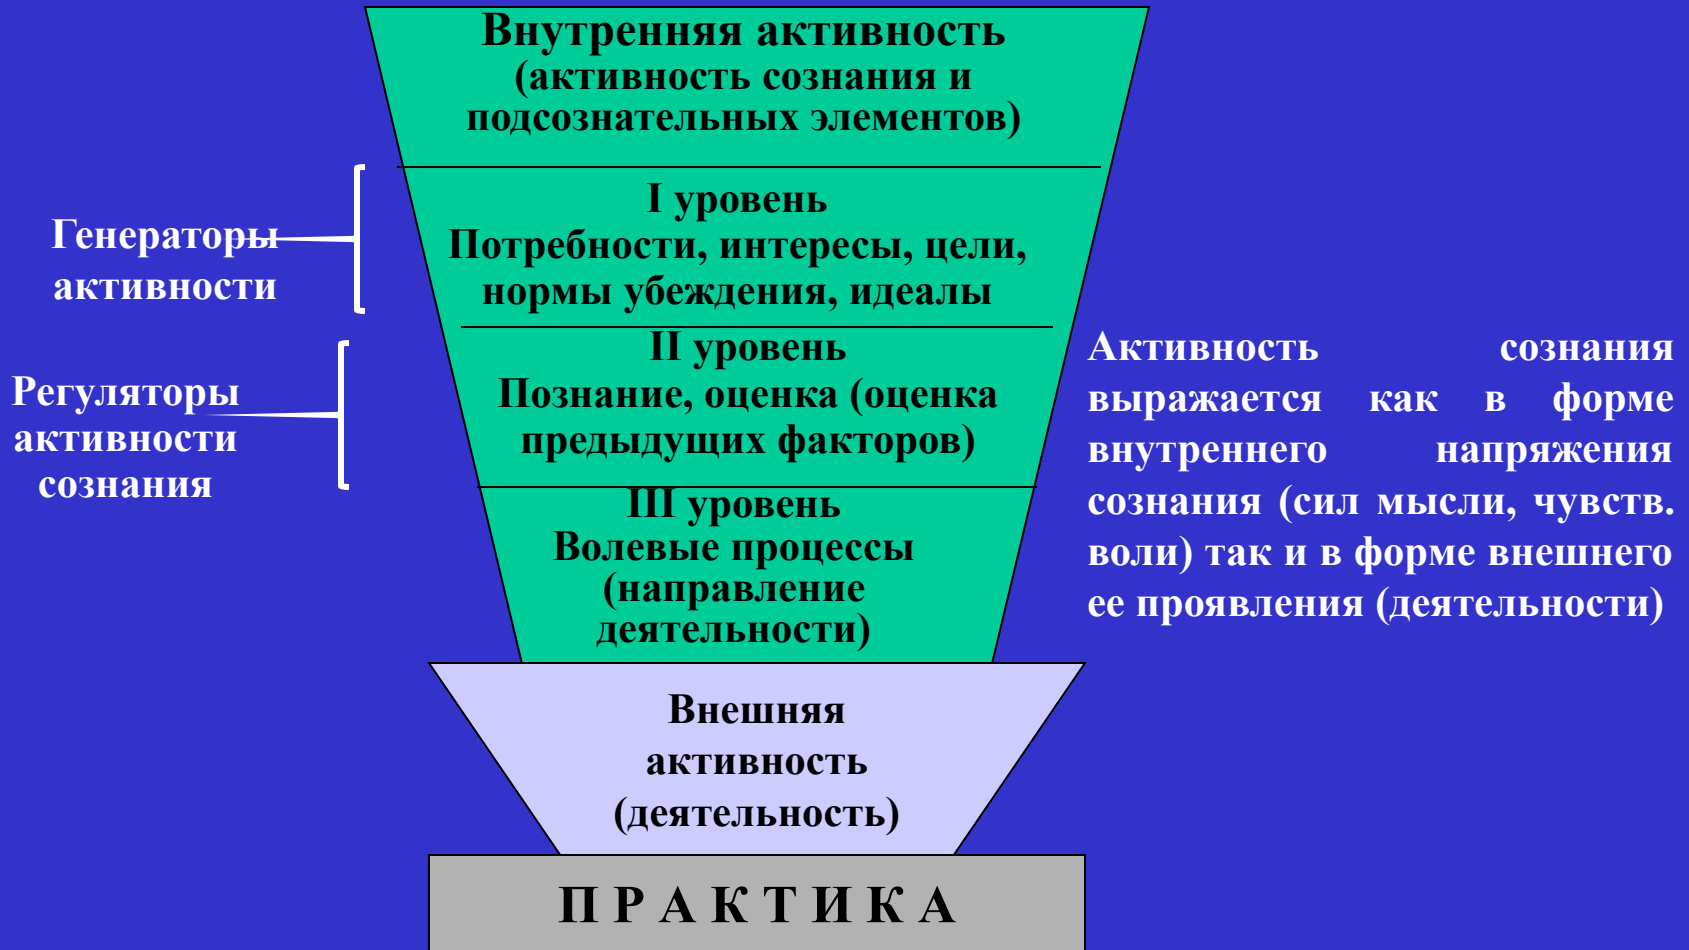 Внутренняя активность
(активность сознания и
подсознательных элементов)
I уровень
Потребности, интересы, цели,
нормы убеждения, идеалы
II уровень
Познание, оценка (оценка
предыдущих факторов)
III уровень
Волевые процессы
(направление
деятельности)
Внешняя
активность
(деятельность)
П Р А К Т И К А
Генераторы
активности
Регуляторы
активности
сознания
Активность сознания
выражается как в форме
внутреннего напряжения
сознания (сил мысли, чувств.
воли) так и в форме внешнего
ее проявления (деятельности)